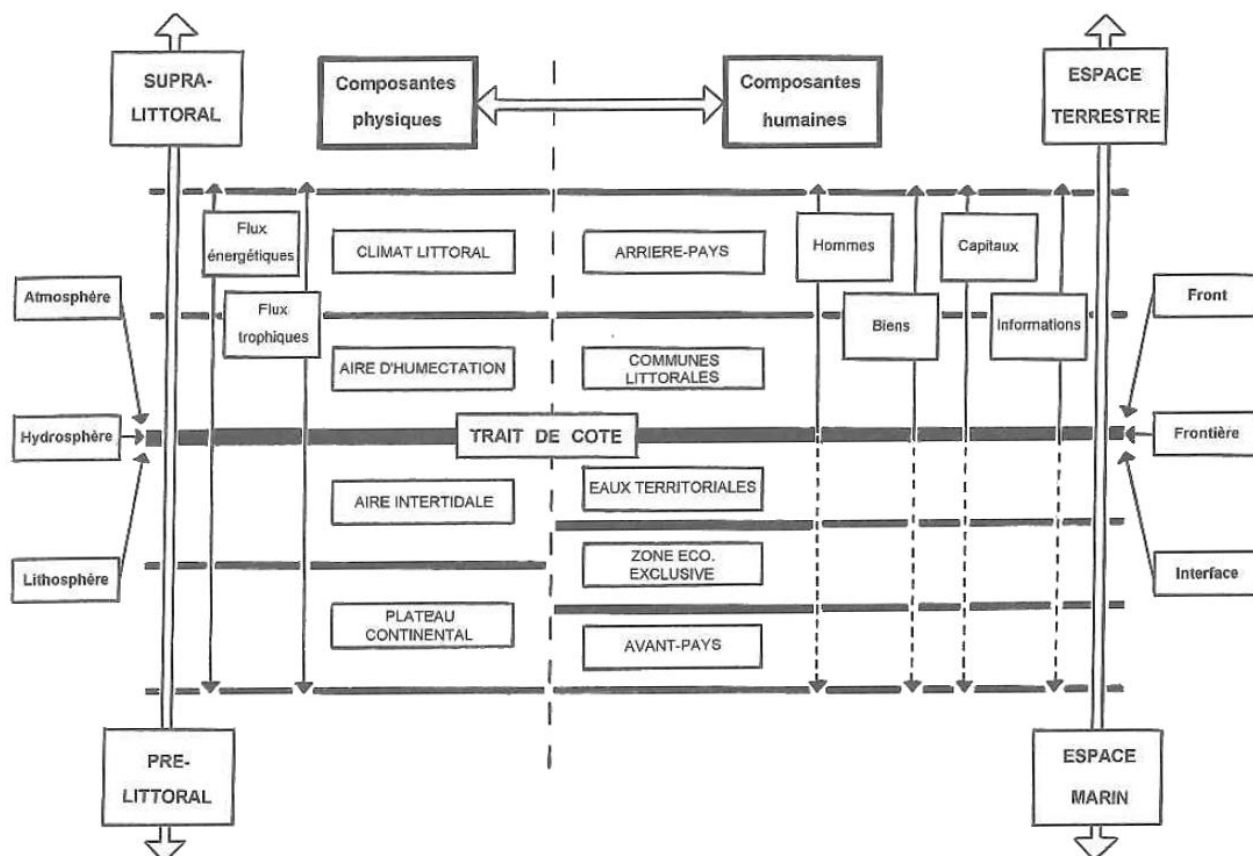 SUPRA-
LITTORAL
Composantes
physiques
Composantes
humaines
ESPACE
TERRESTRE
Flux
énergétiques
CLIMAT LITTORAL
ARRIERE-PAYS
Hommes
Capitaux
Atmosphère
Flux
trophiques
Biens
Informations
Front
AIRE D'HUMECTATION
COMMUNES
LITTORALES
Hydrosphère
TRAIT DE COTE
Frontière
AIRE INTERTIDALE
EAUX TERRITORIALES
Lithosphère
ZONE ECO.
EXCLUSIVE
Interface
PLATEAU
CONTINENTAL
AVANT-PAYS
PRE-
LITTORAL
ESPACE
MARIN